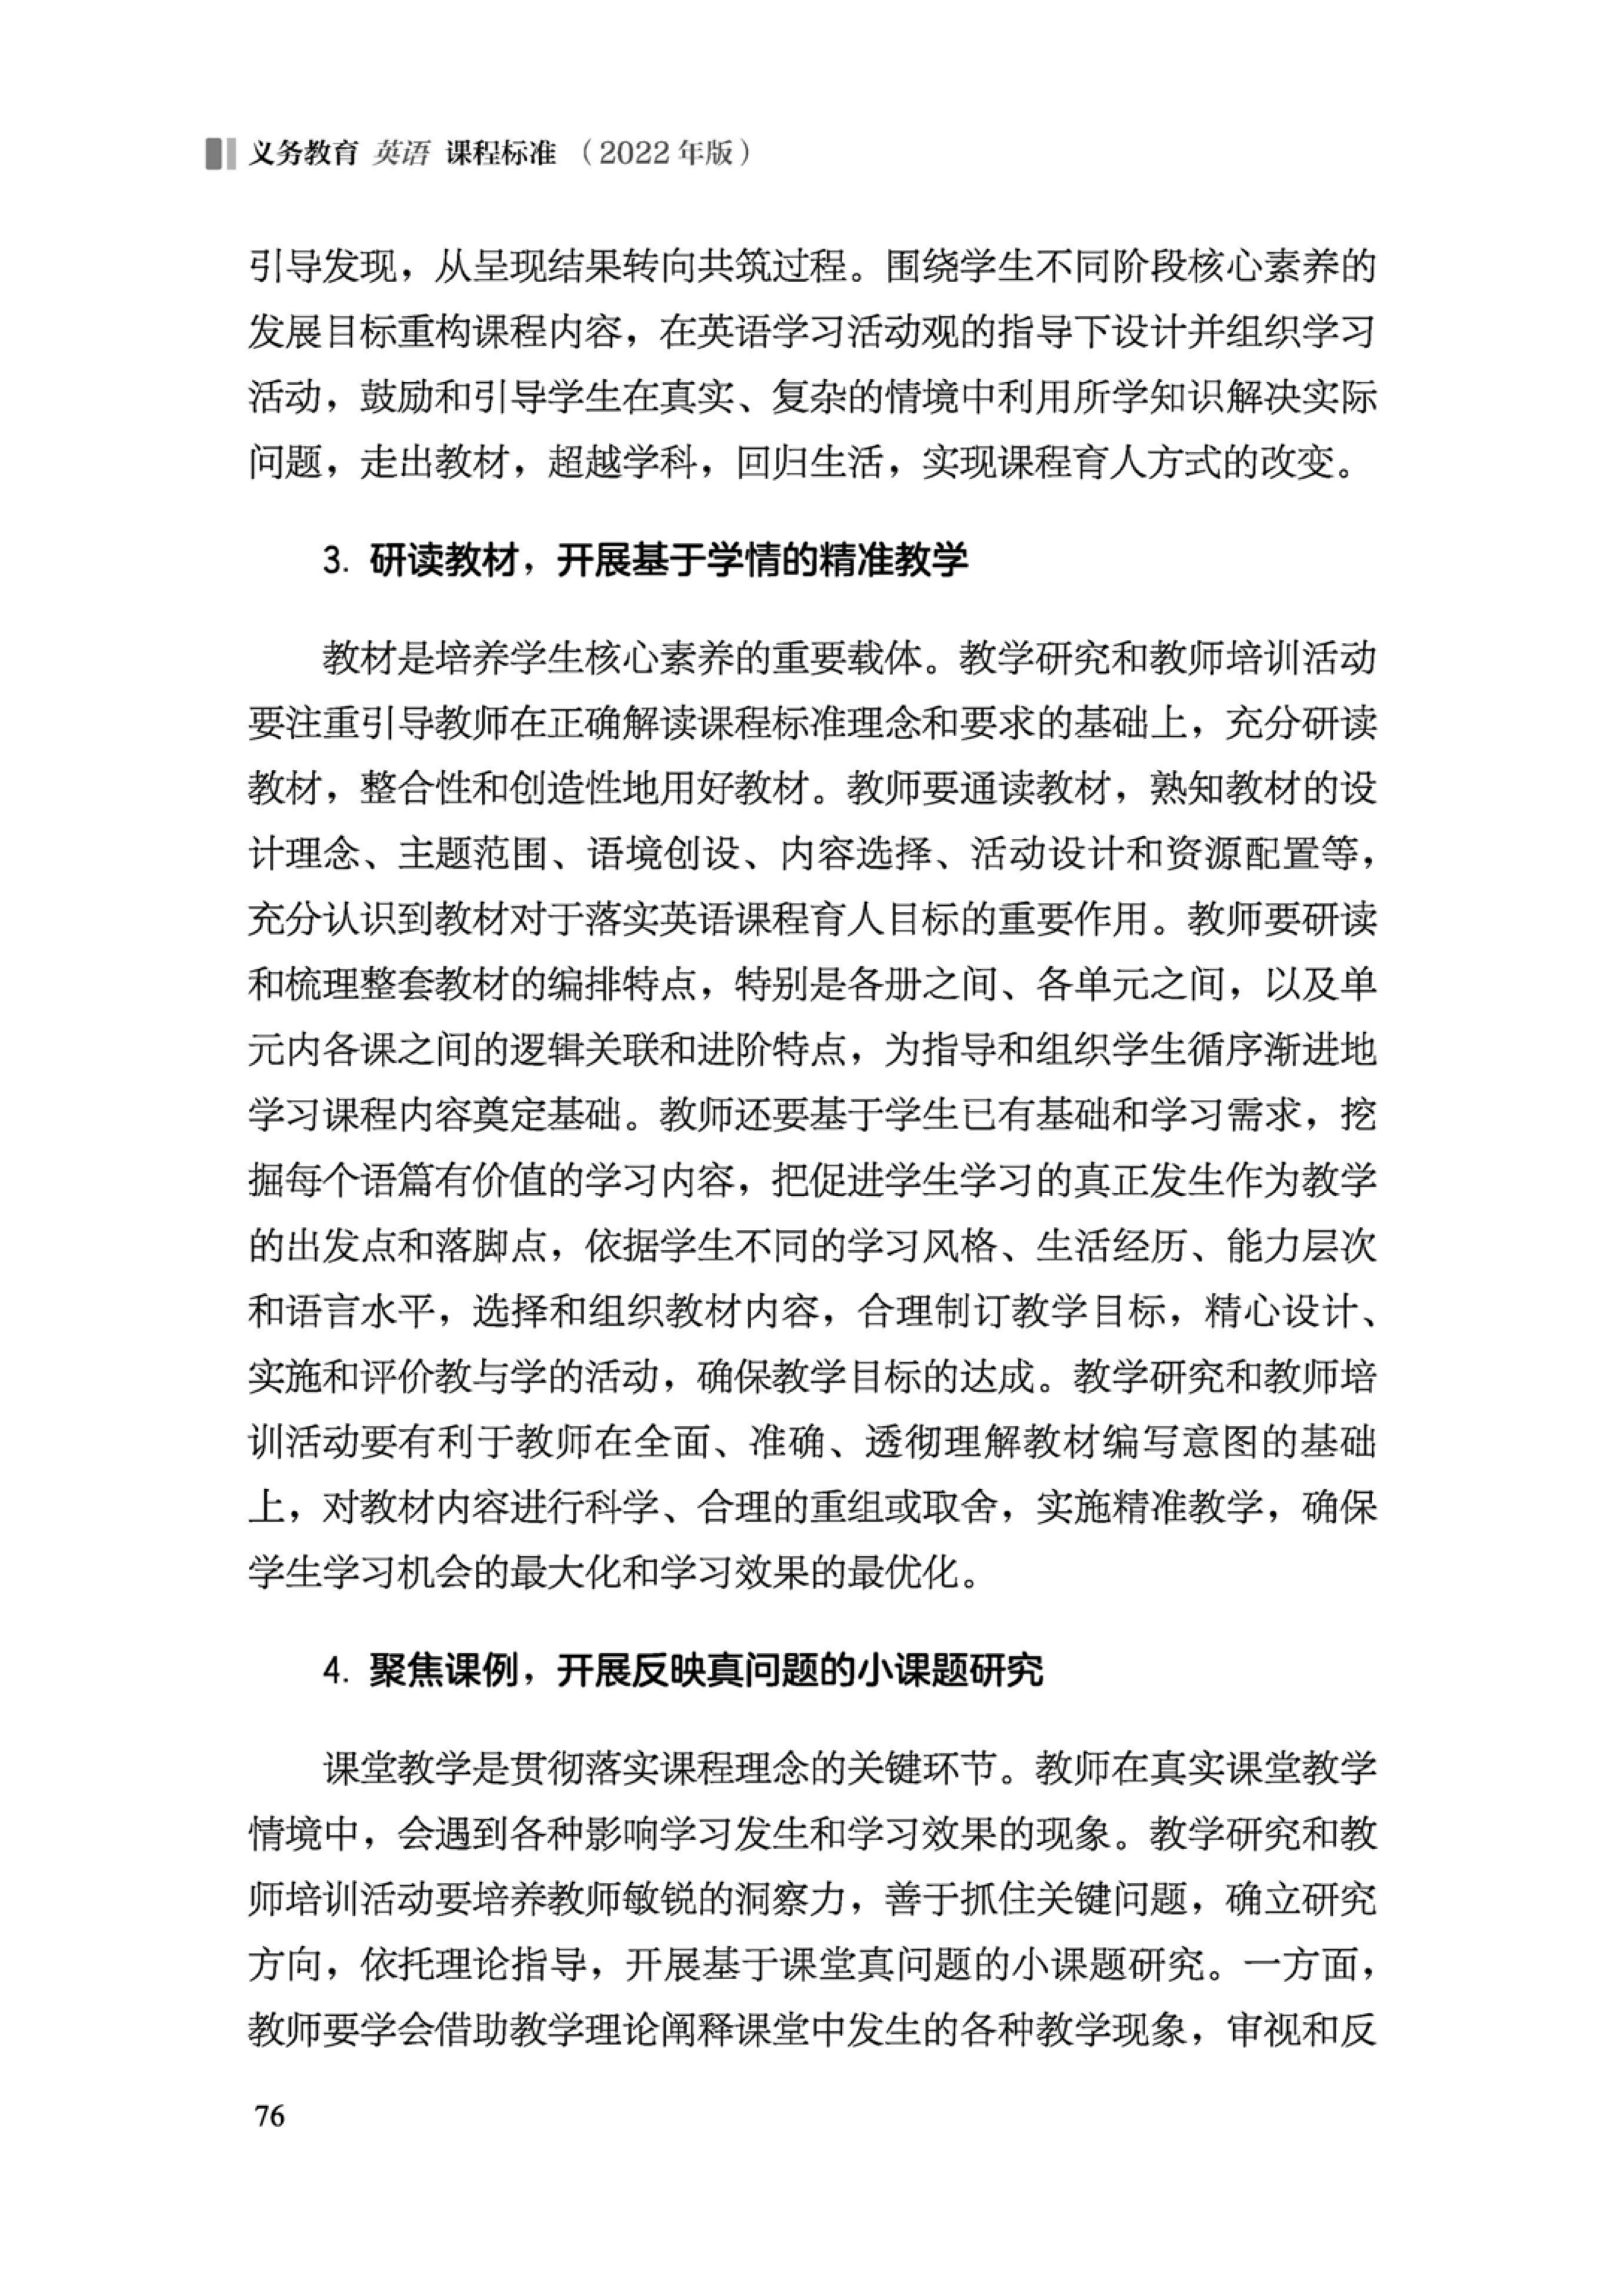 义务教育 英语 课程标准（2022 年版）
引导发现，从呈现结果转向共筑过程。围绕学生不同阶段核心素养的
发展目标重构课程内容，在英语学习活动观的指导下设计并组织学习
活动，鼓励和引导学生在真实、复杂的情境中利用所学知识解决实际
问题，走出教材，超越学科，回归生活，实现课程育人方式的改变。
3. 研读教材，开展基于学情的精准教学
教材是培养学生核心素养的重要载体。教学研究和教师培训活动
要注重引导教师在正确解读课程标准理念和要求的基础上，充分研读
教材，整合性和创造性地用好教材。教师要通读教材，熟知教材的设
计理念、主题范围、语境创设、内容选择、活动设计和资源配置等，
充分认识到教材对于落实英语课程育人目标的重要作用。教师要研读
和梳理整套教材的编排特点，特别是各册之间、各单元之间，以及单
元内各课之间的逻辑关联和进阶特点，为指导和组织学生循序渐进地
学习课程内容奠定基础。教师还要基于学生已有基础和学习需求，挖
掘每个语篇有价值的学习内容，把促进学生学习的真正发生作为教学
的出发点和落脚点，依据学生不同的学习风格、生活经历、能力层次
和语言水平，选择和组织教材内容，合理制订教学目标，精心设计、
实施和评价教与学的活动，确保教学目标的达成。教学研究和教师培
训活动要有利于教师在全面、准确、透彻理解教材编写意图的基础
上，对教材内容进行科学、合理的重组或取舍，实施精准教学，确保
学生学习机会的最大化和学习效果的最优化。
4. 聚焦课例，开展反映真问题的小课题研究
课堂教学是贯彻落实课程理念的关键环节。教师在真实课堂教学
情境中，会遇到各种影响学习发生和学习效果的现象。教学研究和教
师培训活动要培养教师敏锐的洞察力，善于抓住关键问题，确立研究
方向，依托理论指导，开展基于课堂真问题的小课题研究。一方面，
教师要学会借助教学理论阐释课堂中发生的各种教学现象，审视和反
76